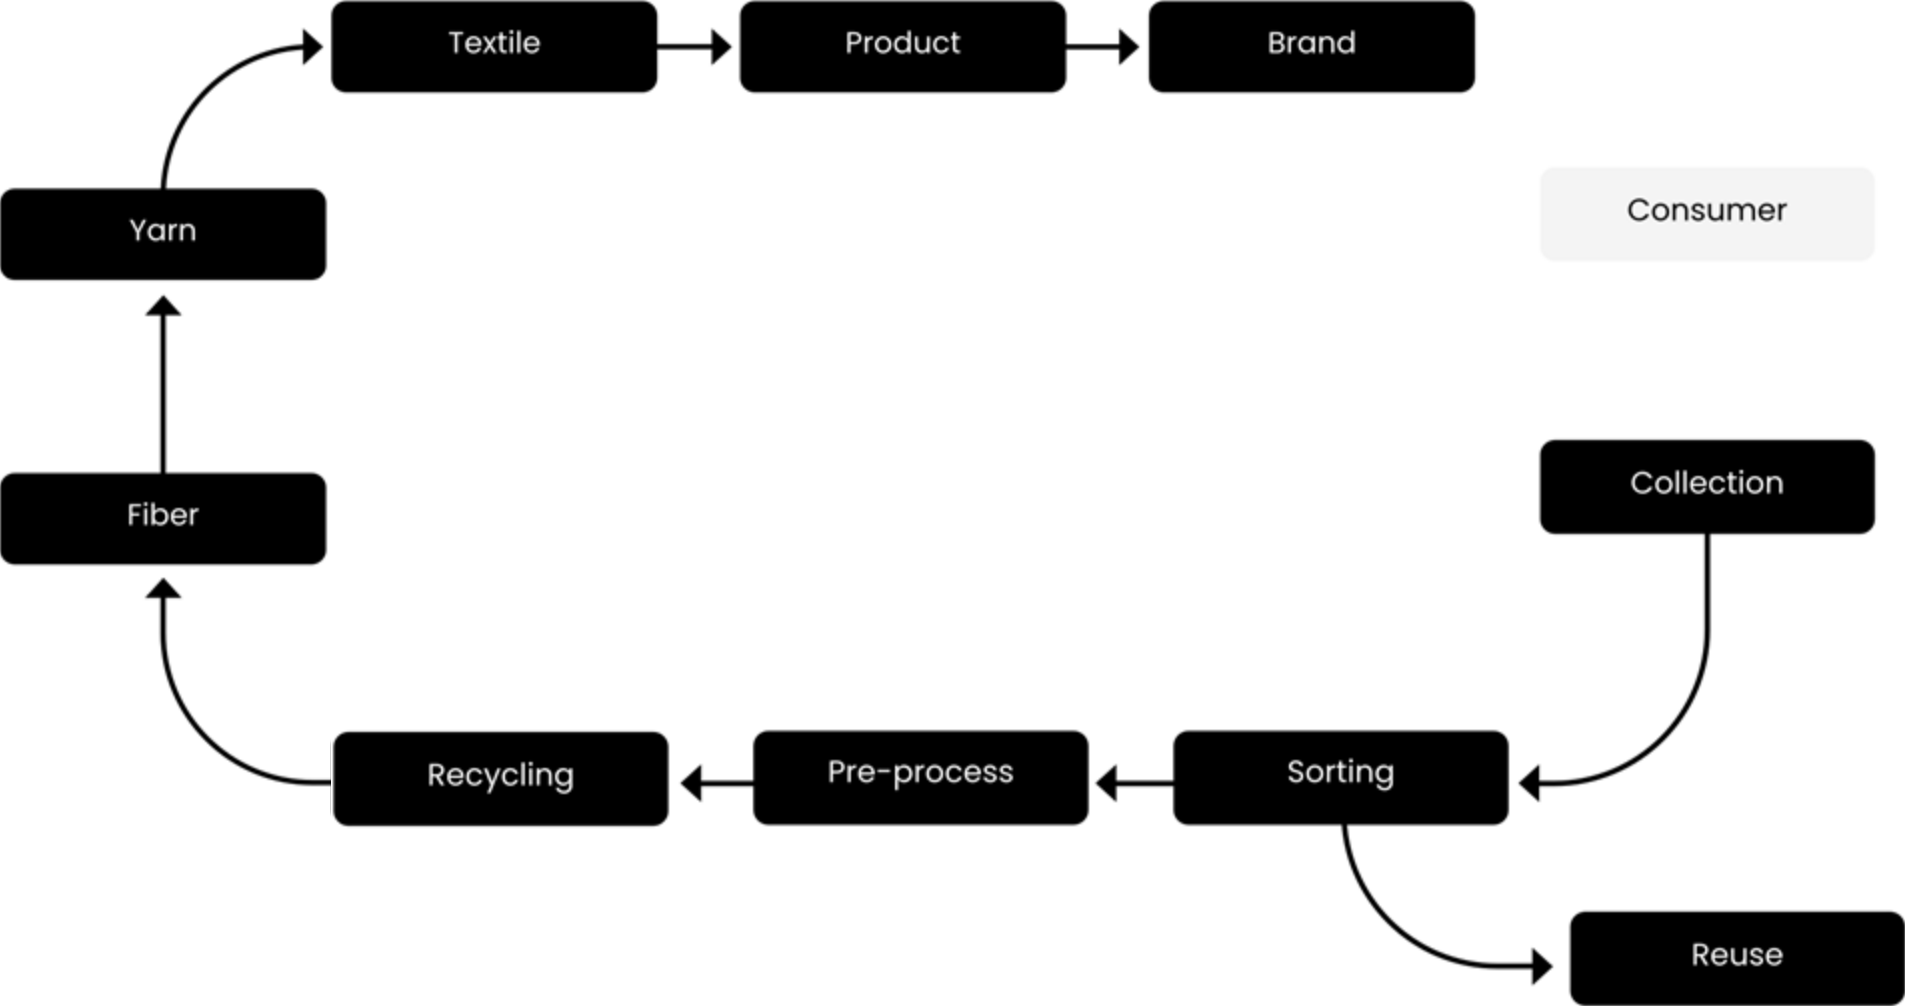 Textile
Product
Brand
Yarn
Consumer
Fiber
Collection
Recycling
Pre-process
Sorting
Reuse